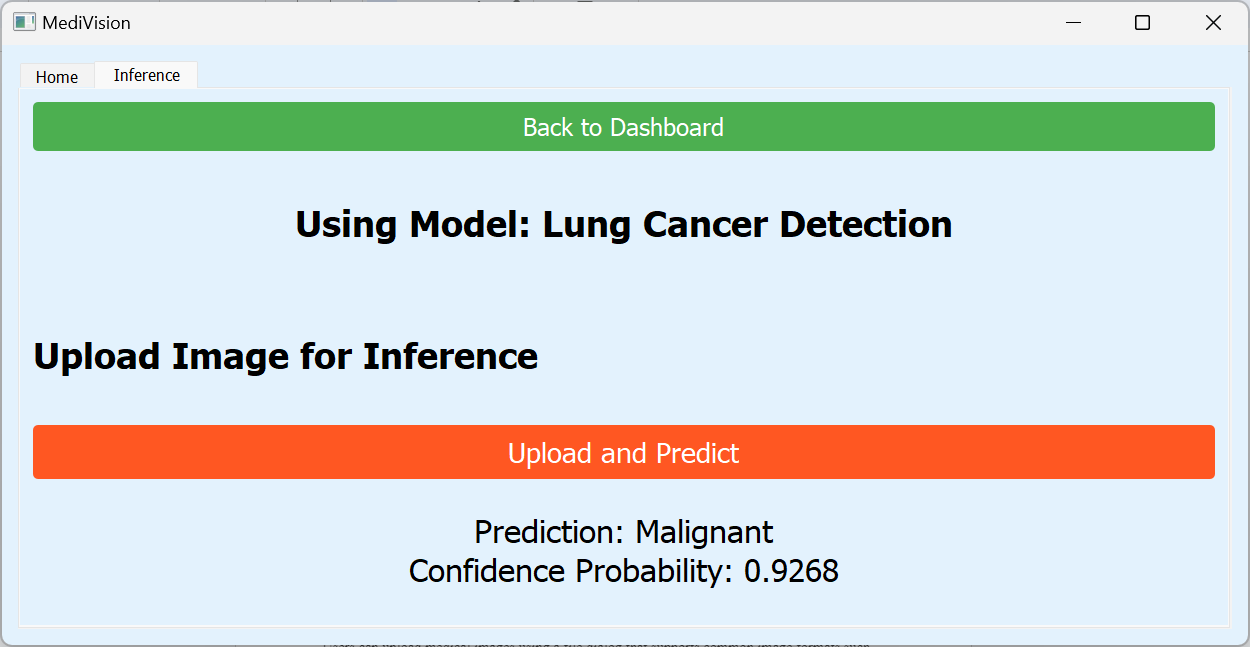 MediVision
Home Inference
Back to Dashboard
Using Model: Lung Cancer Detection
Upload Image for Inference
Upload and Predict
Prediction: Malignant
Confidence Probability: 0.9268